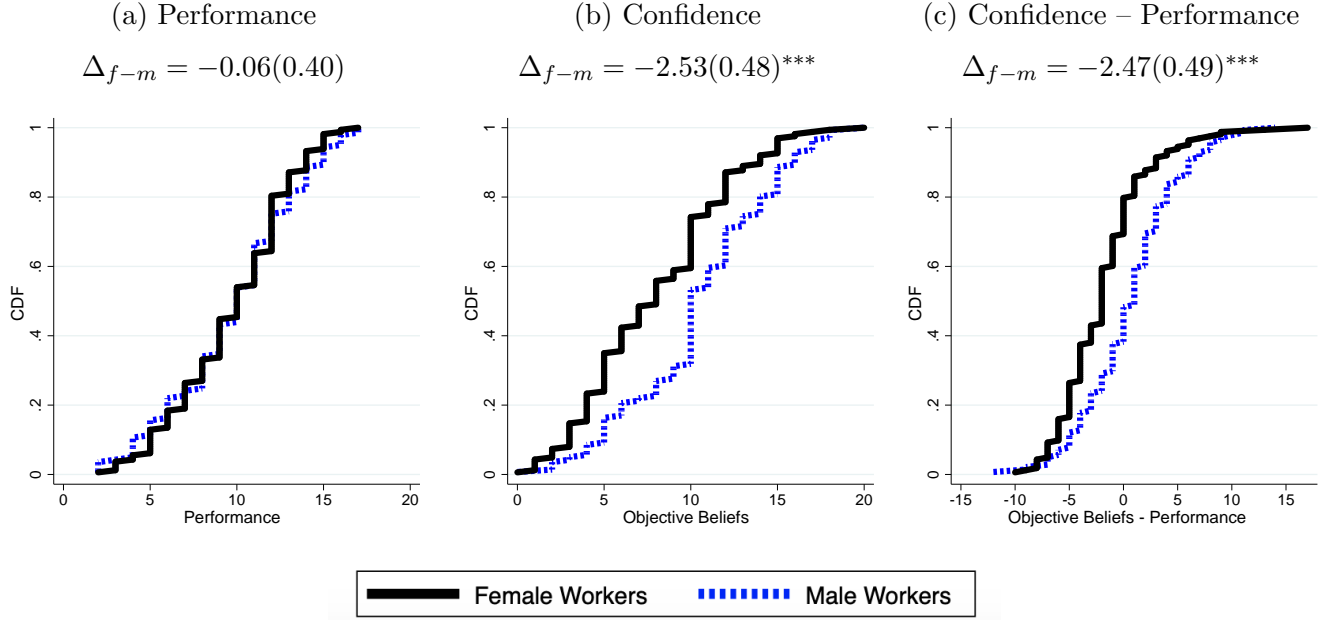 (a) Performance
Δf−m = −0.06(0.40)
CDF
0 .2 .4 .6 .8 1
0 5 10 15 20
Performance
(b) Confidence
Δf−m = −2.53(0.48)***
CDF
0 .2 .4 .6 .8 1
0 5 10 15 20
Objective Beliefs
(c) Confidence – Performance
Δf−m = −2.47(0.49)***
CDF
0 .2 .4 .6 .8 1
-15 -10 -5 0 5 10 15
Objective Beliefs - Performance
Female Workers Male Workers